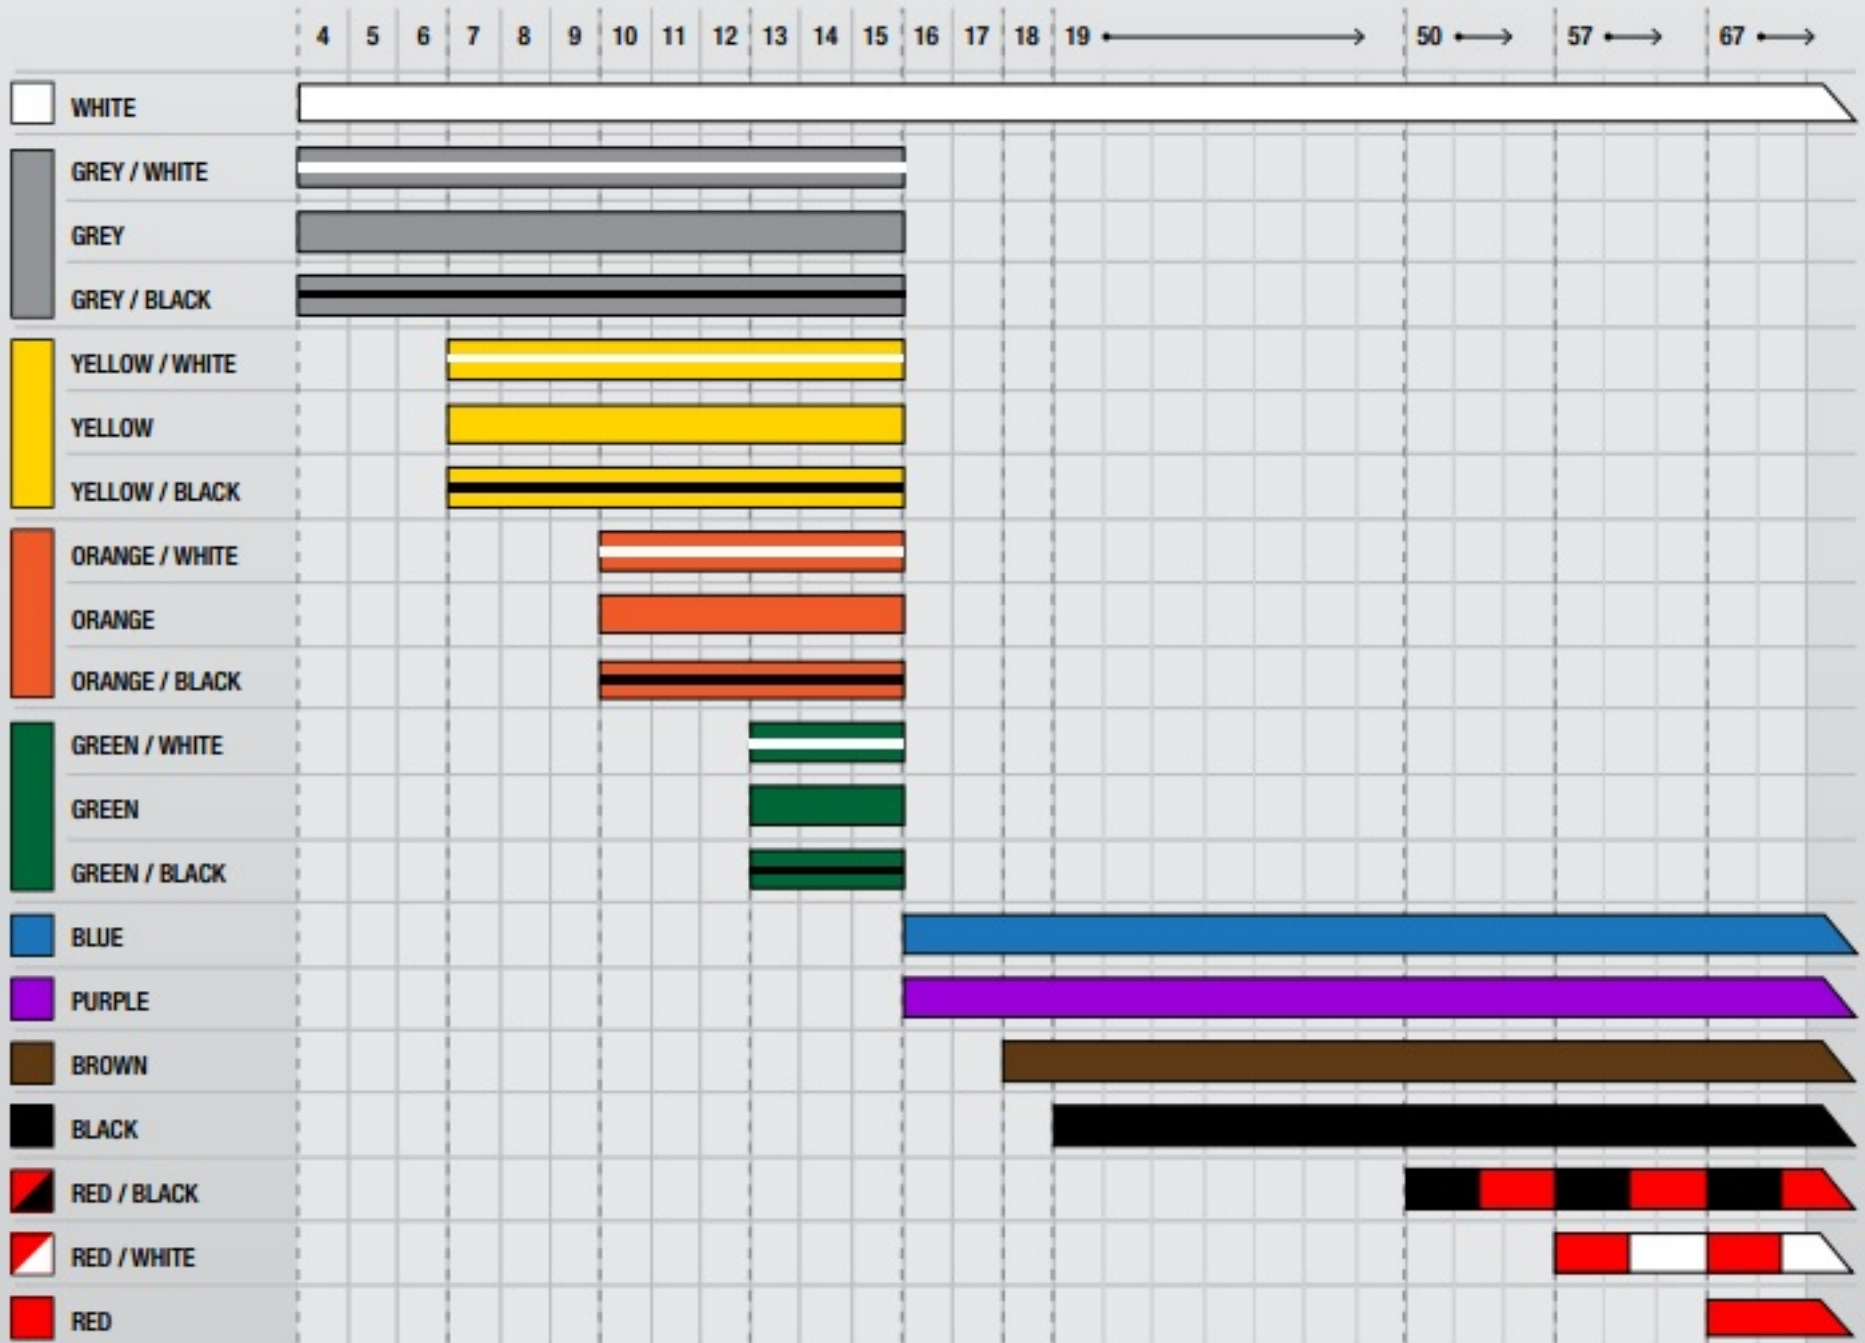 4 5 6 7 8 9 10 11 12 13 14 15 16 17 18 19 50 57 67
WHITE
GREY / WHITE
GREY
GREY / BLACK
YELLOW / WHITE
YELLOW
YELLOW / BLACK
ORANGE / WHITE
ORANGE
ORANGE / BLACK
GREEN / WHITE
GREEN
GREEN / BLACK
BLUE
PURPLE
BROWN
BLACK
RED / BLACK
RED / WHITE
RED